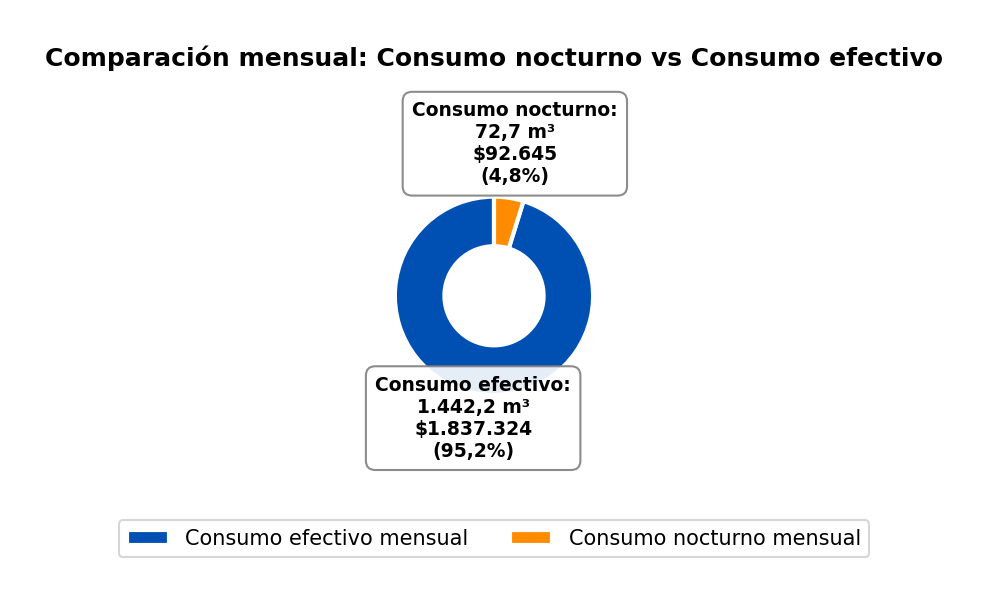 Comparación mensual: Consumo nocturno vs Consumo efectivo
Consumo nocturno:
72,7 m³
$92.645
(4,8%)
Consumo efectivo:
1.442,2 m³
$1.837.324
(95,2%)
Consumo efectivo mensual
Consumo nocturno mensual